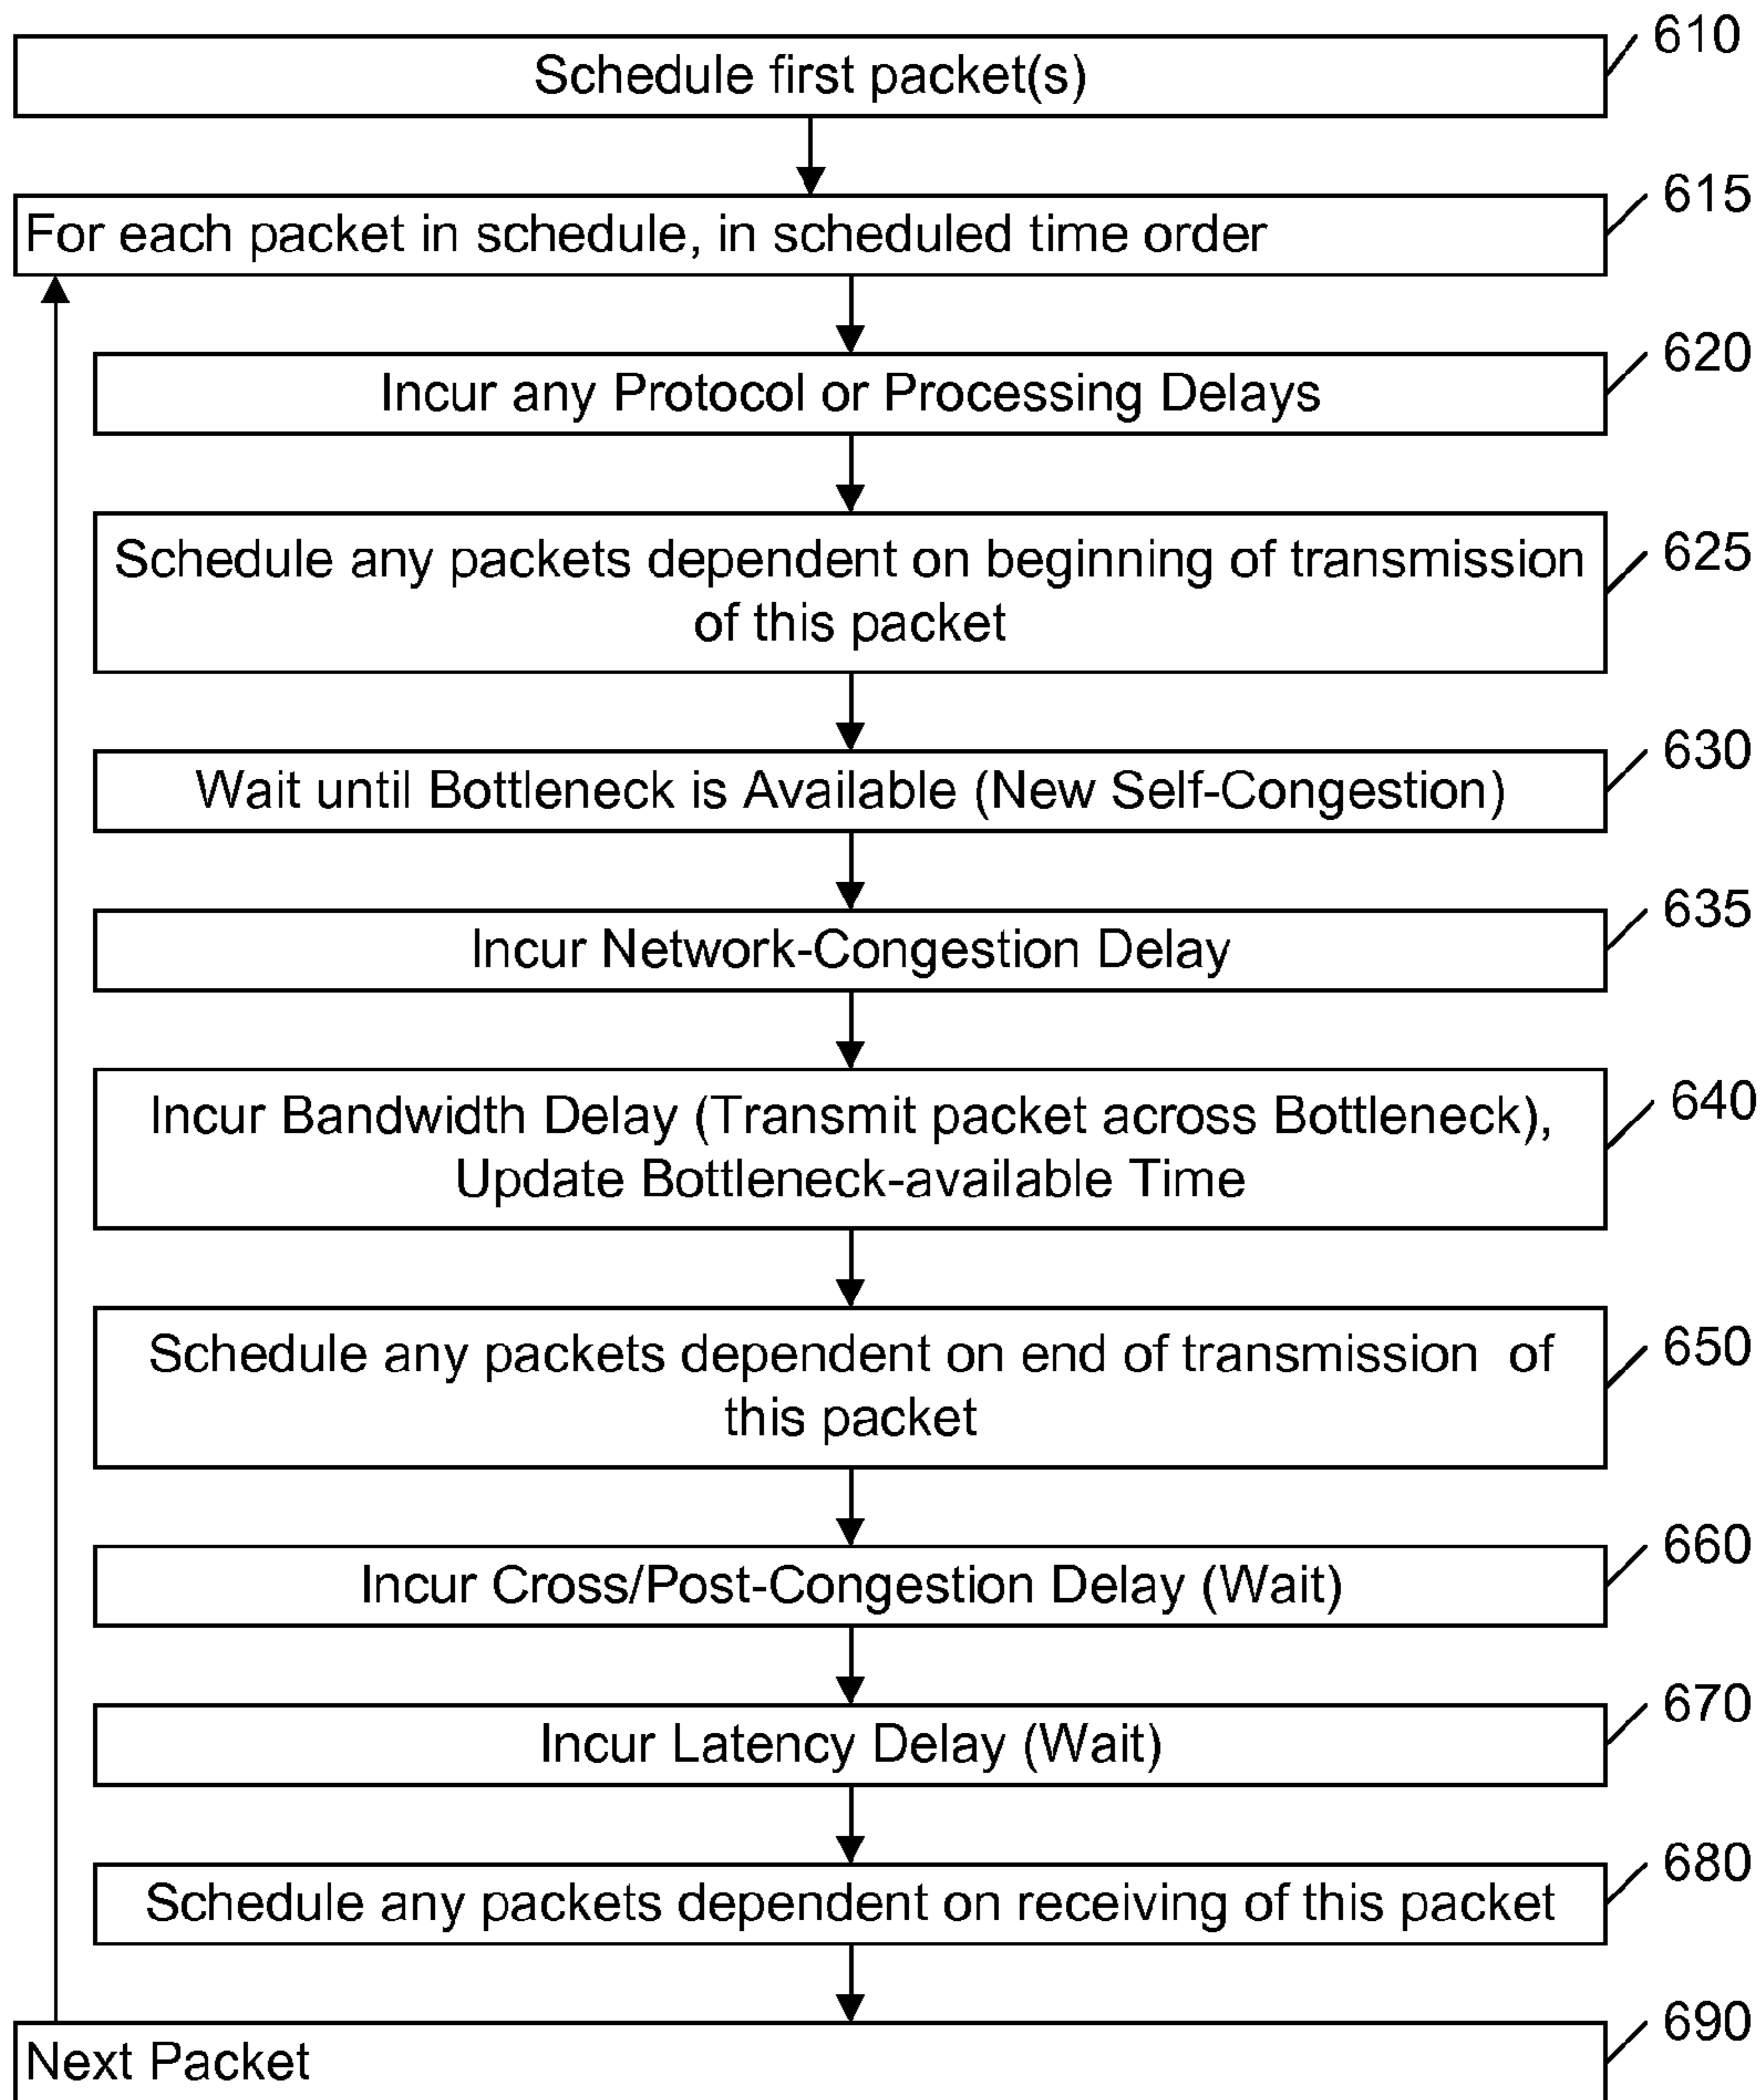 610
Schedule first packet(s)
615
For each packet in schedule, in scheduled time order
620
Incur any Protocol or Processing Delays
625
Schedule any packets dependent on beginning of transmission
of this packet
630
Wait until Bottleneck is Available (New Self-Congestion)
635
Incur Network-Congestion Delay
640
Incur Bandwidth Delay (Transmit packet across Bottleneck),
Update Bottleneck-available Time
650
Schedule any packets dependent on end of transmission of
this packet
660
Incur Cross/Post-Congestion Delay (Wait)
670
Incur Latency Delay (Wait)
680
Schedule any packets dependent on receiving of this packet
690
Next Packet